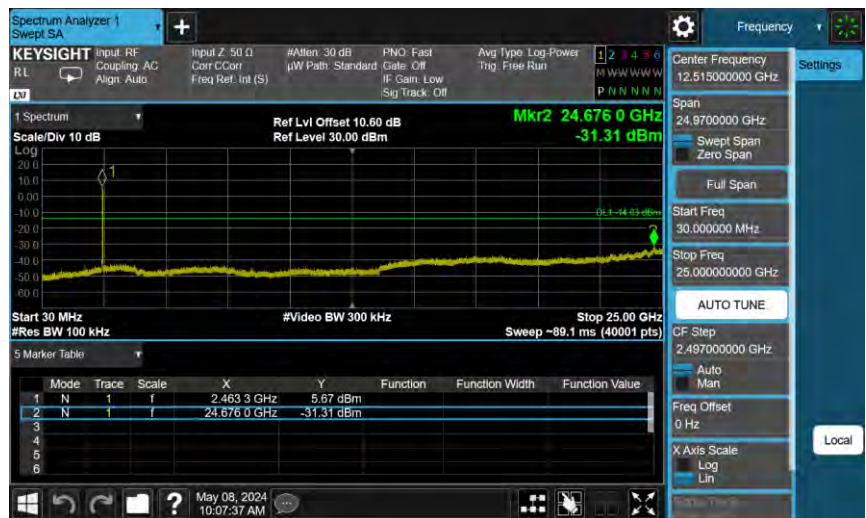 Spectrum Analyzer 1
Swept SA
+
Frequency
KEYSIGHT
RL
LXI
Input: RF
Coupling: AC
Align: Auto
Input Z: 50 Ω
Corr CCorr
Freq Ref: Int (S)
#Atten: 30 dB
µW Path: Standard
PNO: Fast
Gate: Off
IF Gain: Low
Sig Track: Off
Avg Type: Log-Power
Trig: Free Run
1 2 3 4 5 6
M W W W W W
P N N N N N
1 Spectrum
Scale/Div 10 dB
Log
Ref Lvl Offset 10.60 dB
Ref Level 30.00 dBm
Mkr2 24.676 0 GHz
-31.31 dBm
20.0
10.0
0.00
-10.0
-20.0
-30.0
-40.0
-50.0
-60.0
1
DL1 -14.03 dBm
2
Start 30 MHz
#Res BW 100 kHz
#Video BW 300 kHz
Stop 25.00 GHz
Sweep ~89.1 ms (40001 pts)
5 Marker Table
Mode Trace Scale X Y Function Function Width Function Value
1 N 1 f 2.463 3 GHz 5.67 dBm
2 N 1 f 24.676 0 GHz -31.31 dBm
3
4
5
6
May 08, 2024
10:07:37 AM
?
Center Frequency
12.515000000 GHz
Span
24.9700000 GHz
Swept Span
Zero Span
Full Span
Start Freq
30.000000 MHz
Stop Freq
25.000000000 GHz
AUTO TUNE
CF Step
2.497000000 GHz
Auto
Man
Freq Offset
0 Hz
X Axis Scale
Log
Lin
Settings
Local